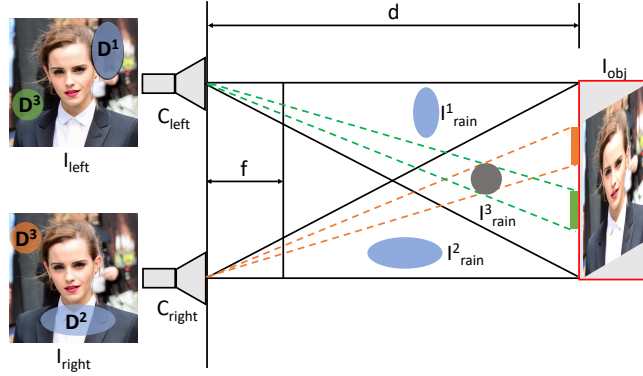 d
D¹
D³
I_left
C_left
I_obj
I¹_rain
f
I³_rain
D³
D²
I_right
C_right
I²_rain